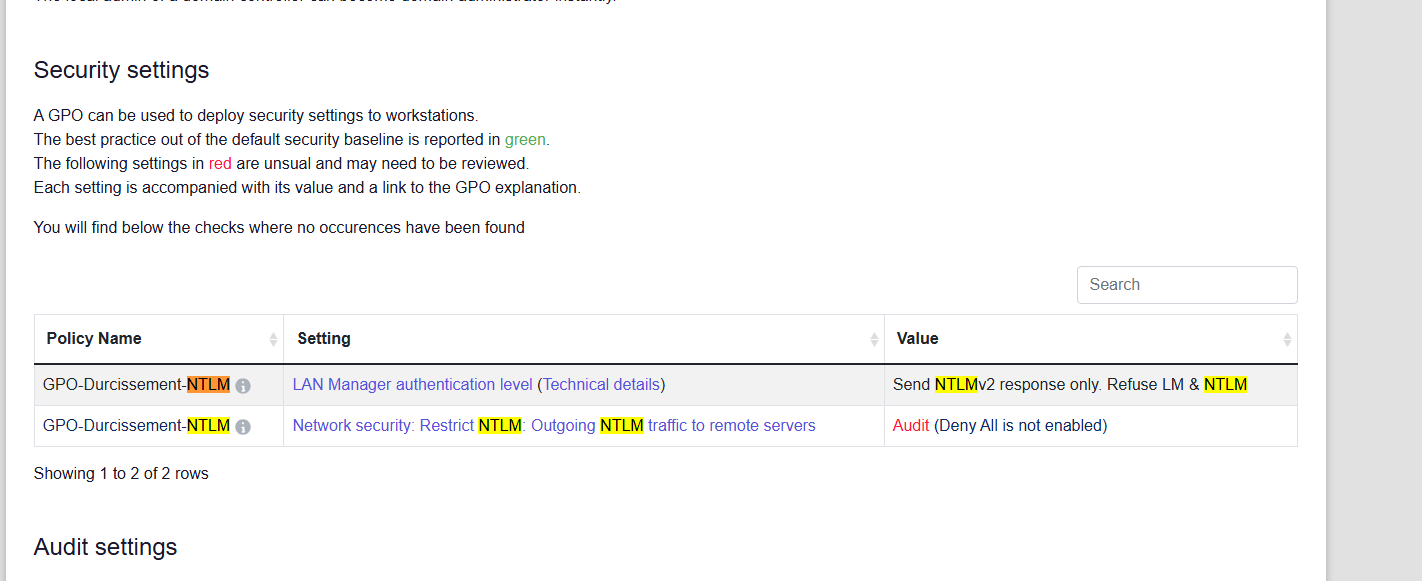 Security settings
A GPO can be used to deploy security settings to workstations.
The best practice out of the default security baseline is reported in green.
The following settings in red are unsual and may need to be reviewed.
Each setting is accompanied with its value and a link to the GPO explanation.
You will find below the checks where no occurences have been found
Search
Policy Name Setting Value
GPO-Durcissement-NTLM LAN Manager authentication level (Technical details) Send NTLMv2 response only. Refuse LM & NTLM
GPO-Durcissement-NTLM Network security: Restrict NTLM: Outgoing NTLM traffic to remote servers Audit (Deny All is not enabled)
Showing 1 to 2 of 2 rows
Audit settings